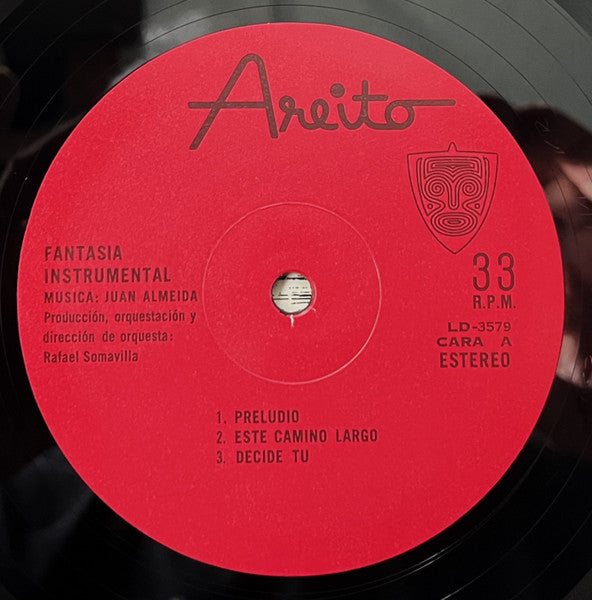 Areito
FANTASIA
INSTRUMENTAL
MUSICA: JUAN ALMEIDA
Producción, orquestación y
dirección de orquesta:
Rafael Somavilla
33
R.P.M.
LD-3579
CARA A
ESTEREO
1. PRELUDIO
2. ESTE CAMINO LARGO
3. DECIDE TU